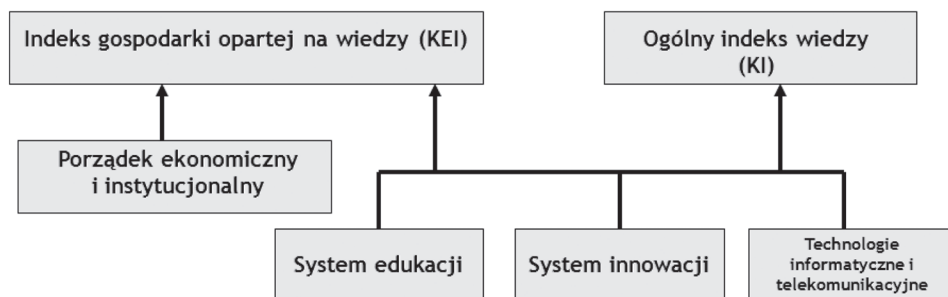 Indeks gospodarki opartej na wiedzy (KEI)
Ogólny indeks wiedzy
(KI)
Porządek ekonomiczny
i instytucjonalny
System edukacji
System innowacji
Technologie
informatyczne i
telekomunikacyjne